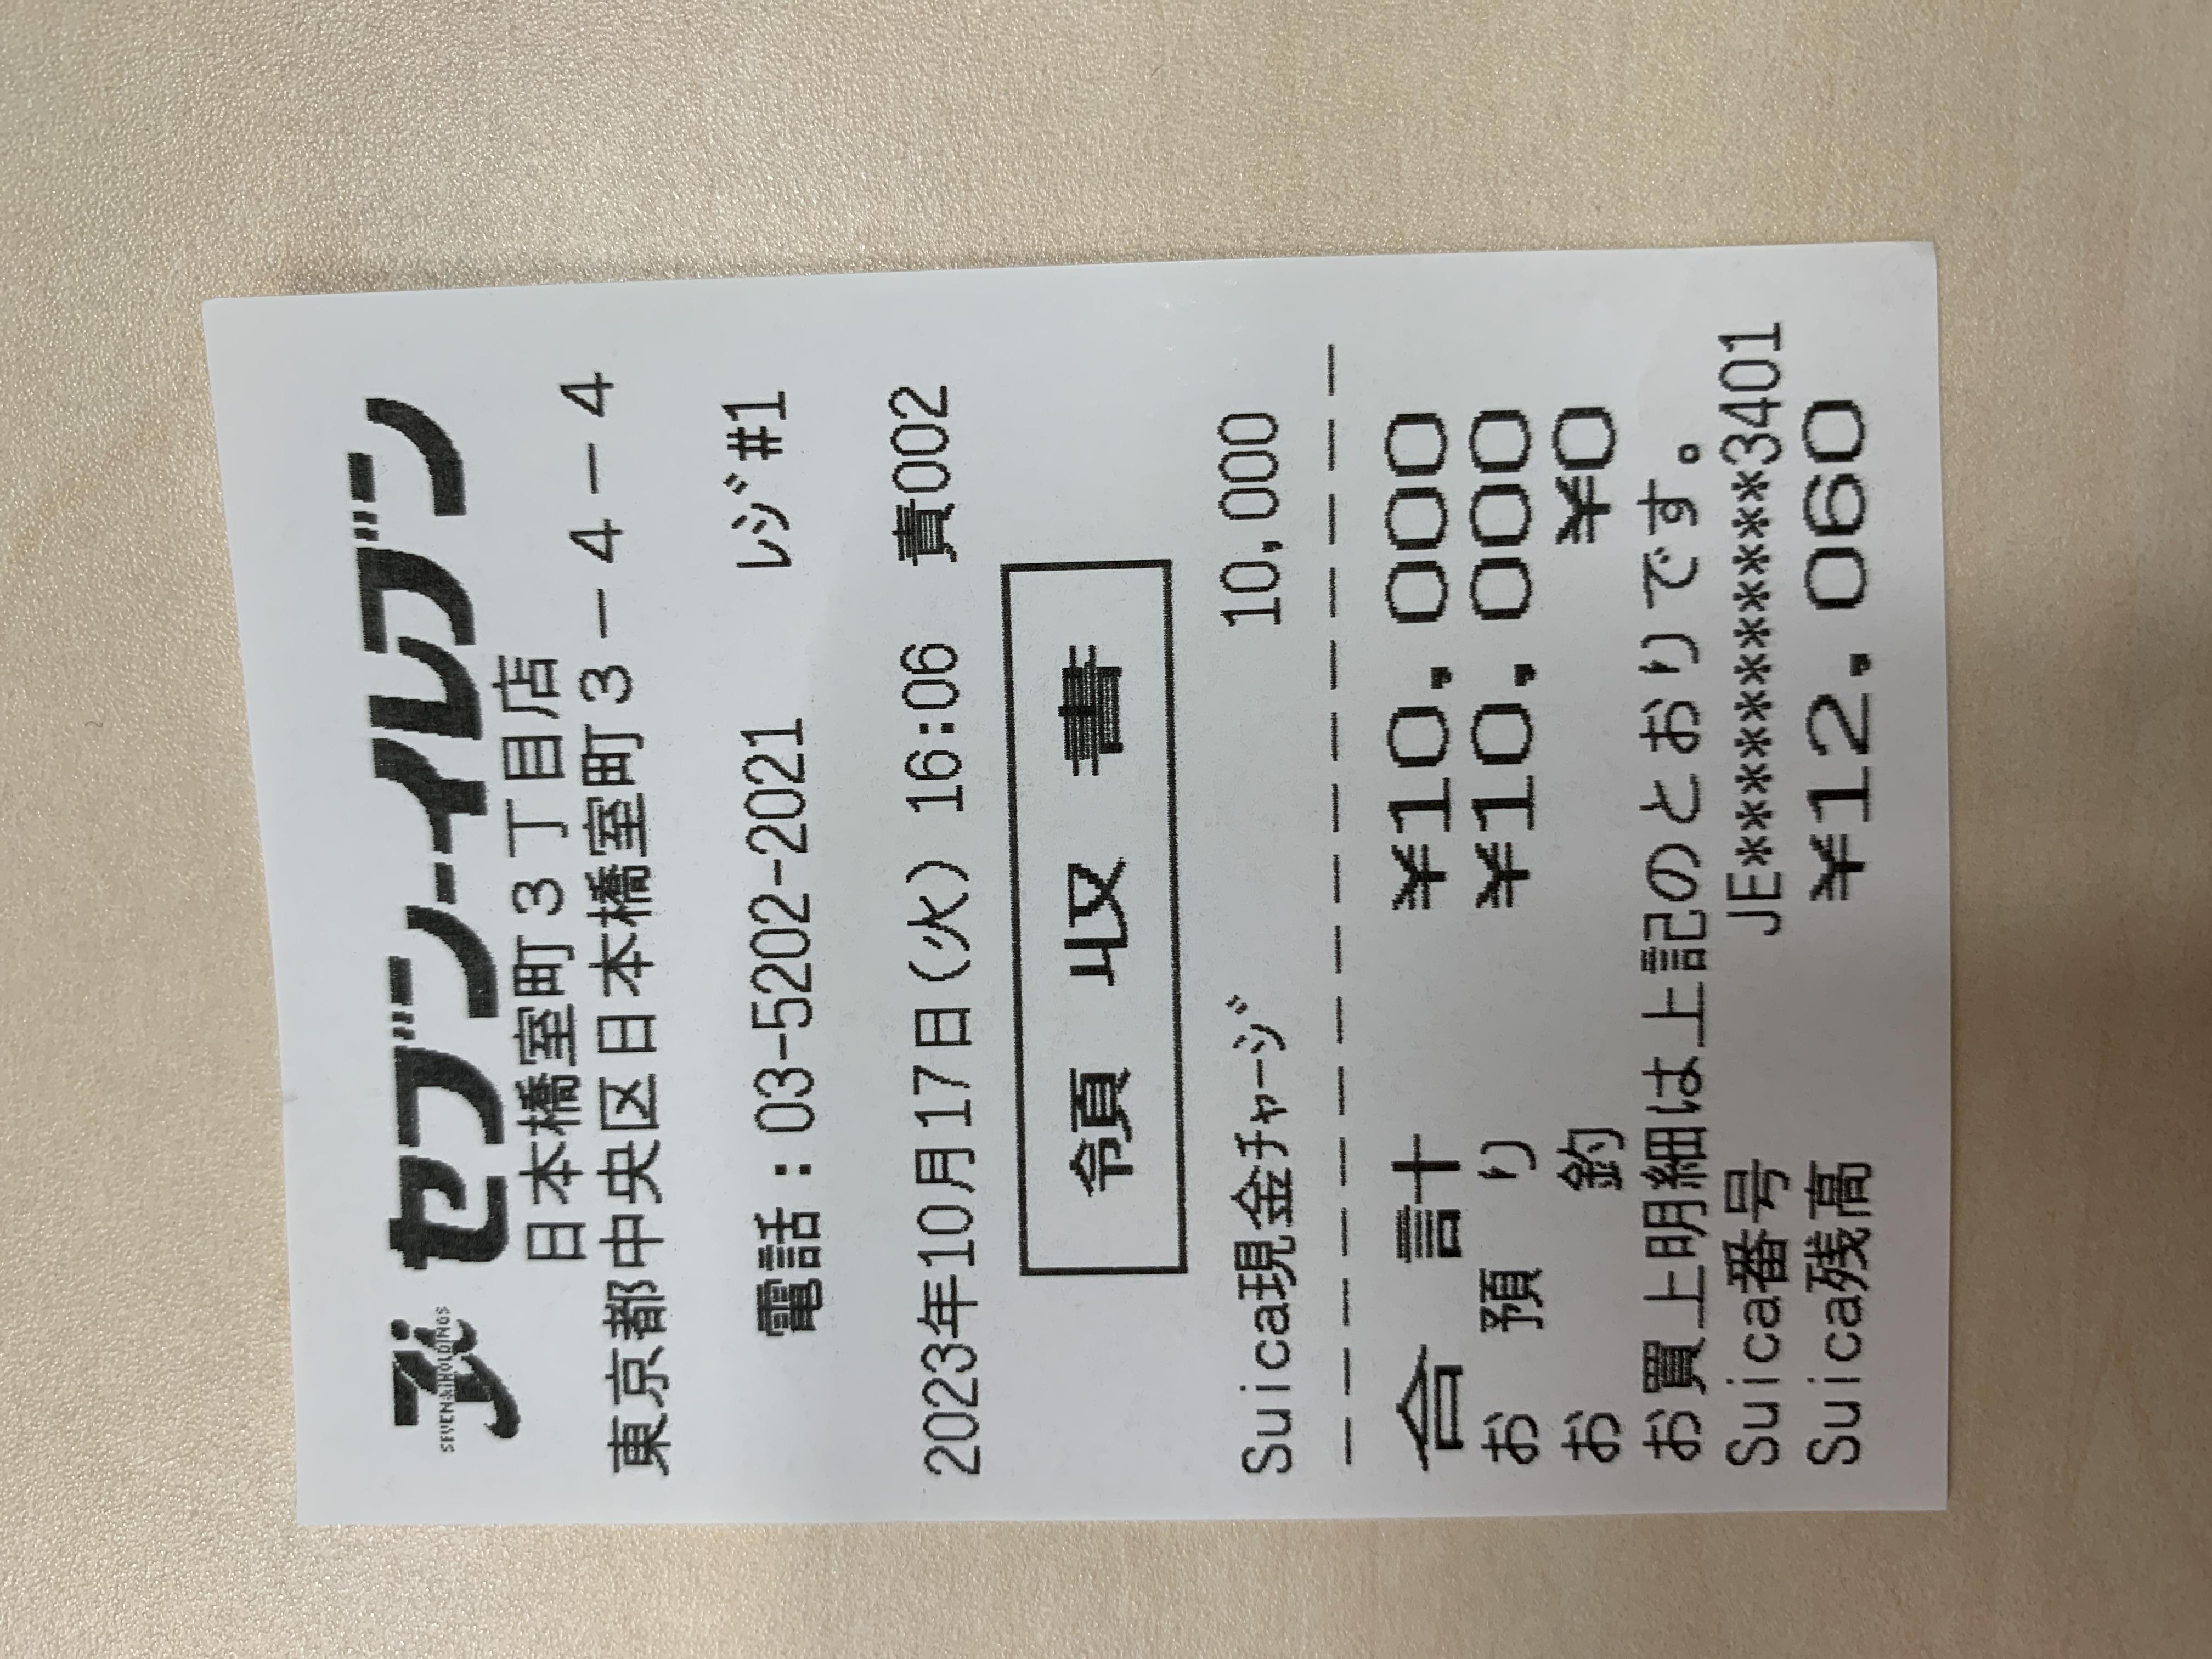 セブン-イレブン
SEVEN&iHOLDINGS
日本橋室町3丁目店
東京都中央区日本橋室町3-4-4
電話:03-5202-2021 レジ#1
2023年10月17日(火) 16:06 責002
領 収 書
Suica現金チャージ 10,000
合 計 ¥10,000
お 預 り ¥10,000
お 釣 ¥0
お買上明細は上記のとおりです。
Suica番号 JE***********3401
Suica残高 ¥12,060